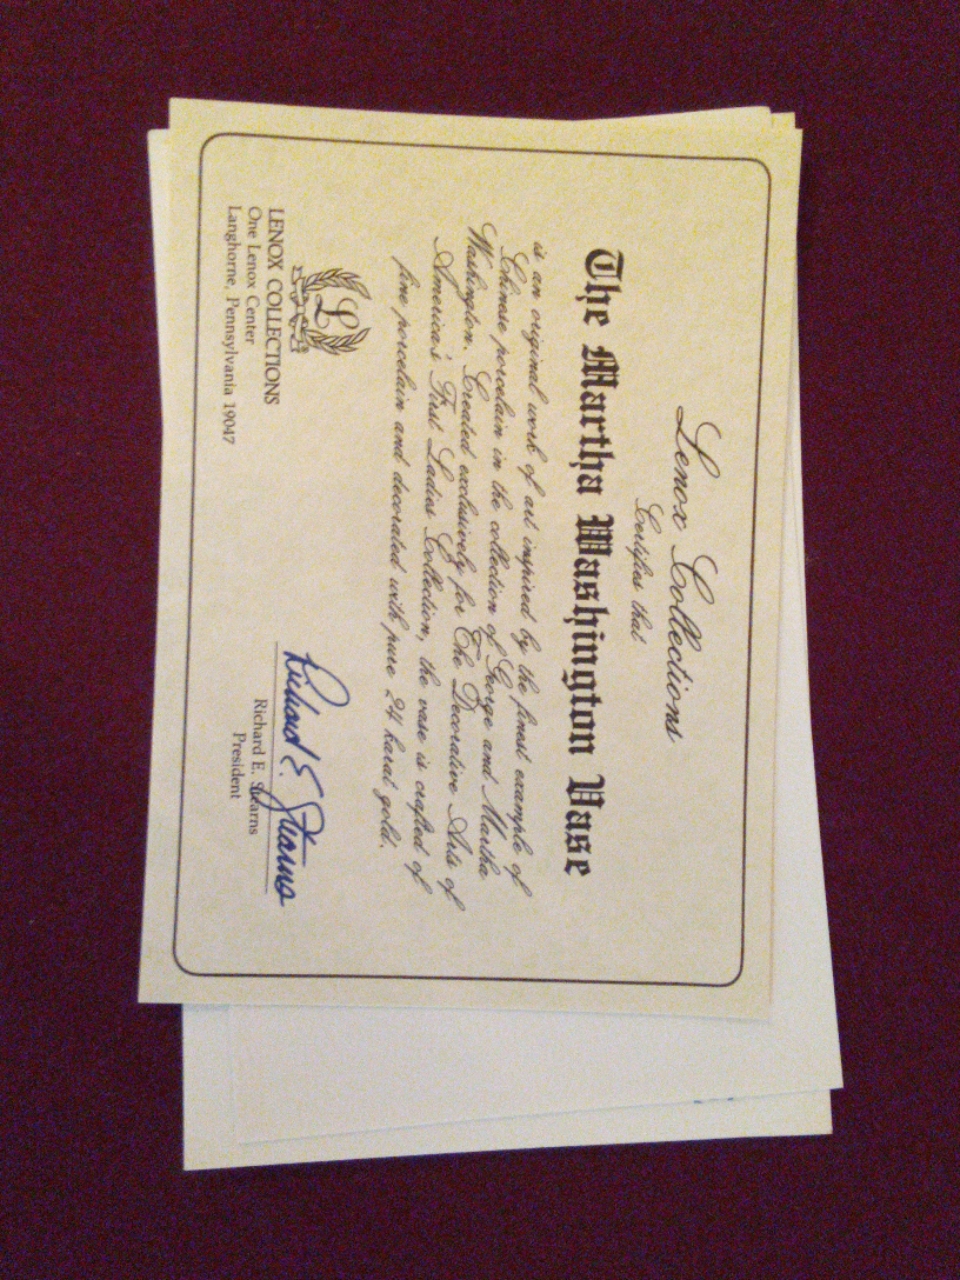 Lenox Collections
Certifies that
The Martha Washington Vase
is an original work of art inspired by the finest example of
Chinese porcelain in the collection of George and Martha
Washington. Created exclusively for The Decorative Arts of
America's First Ladies Collection, the vase is crafted of
fine porcelain and decorated with pure 24 karat gold.
L
LENOX COLLECTIONS
One Lenox Center
Langhorne, Pennsylvania 19047
Richard E. Stearns
Richard E. Stearns
President